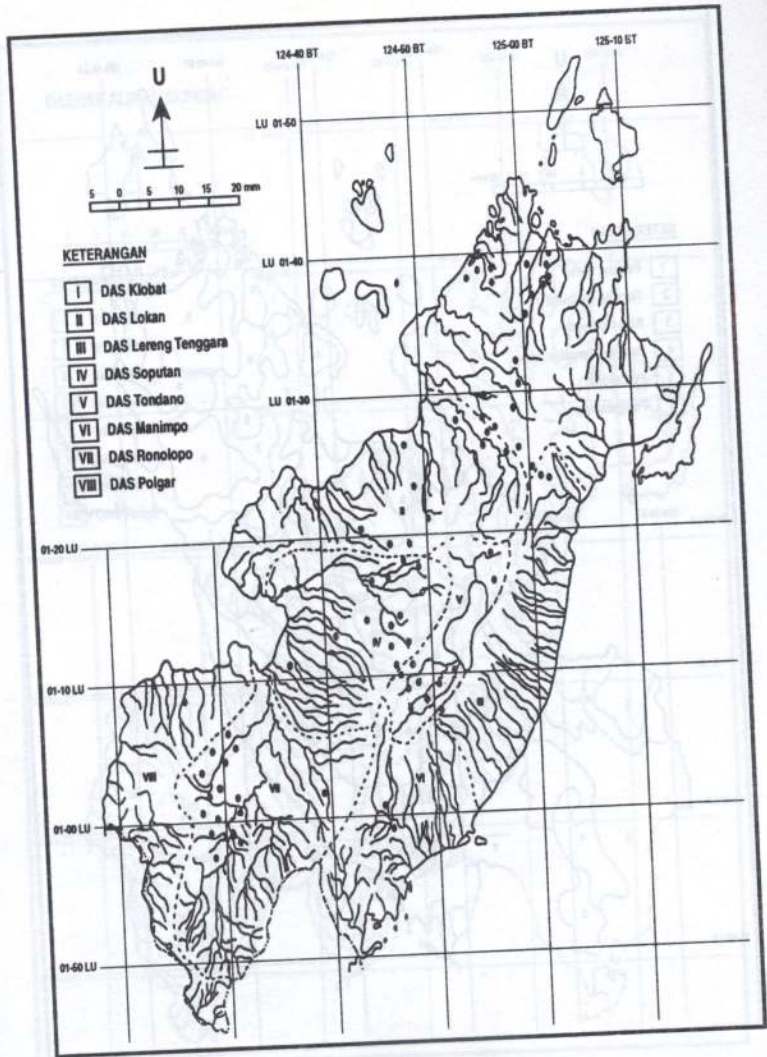 124-40 BT 124-50 BT 125-00 BT 125-10 BT
U
LU 01-50
5 0 5 10 15 20 mm
LU 01-40
KETERANGAN
I DAS Klobat
II DAS Lokan
III DAS Lereng Tenggara
IV DAS Soputan
V DAS Tondano
VI DAS Manimpo
VII DAS Ronolopo
VIII DAS Polgar
LU 01-30
01-20 LU
V
IV
01-10 LU
III
VIII
VII
VI
01-00 LU
01-50 LU